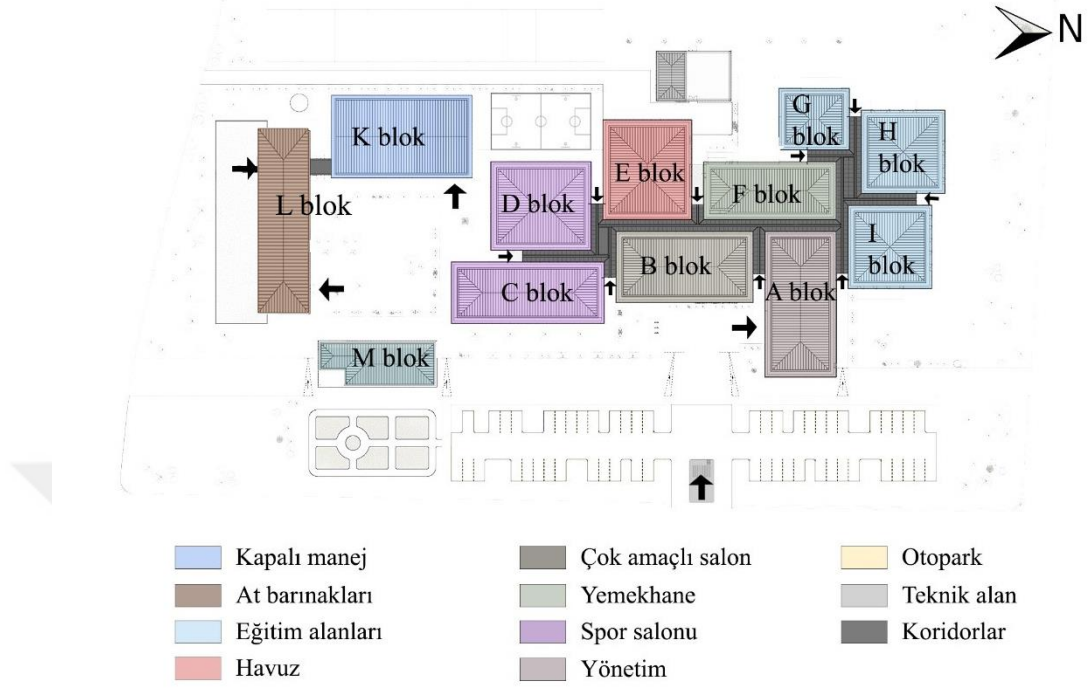 N
G
blok
H
blok
K blok
E blok
F blok
D blok
L blok
I
blok
B blok
A blok
C blok
M blok
Kapalı manej
Çok amaçlı salon
Otopark
At barınakları
Yemekhane
Teknik alan
Eğitim alanları
Spor salonu
Koridorlar
Havuz
Yönetim